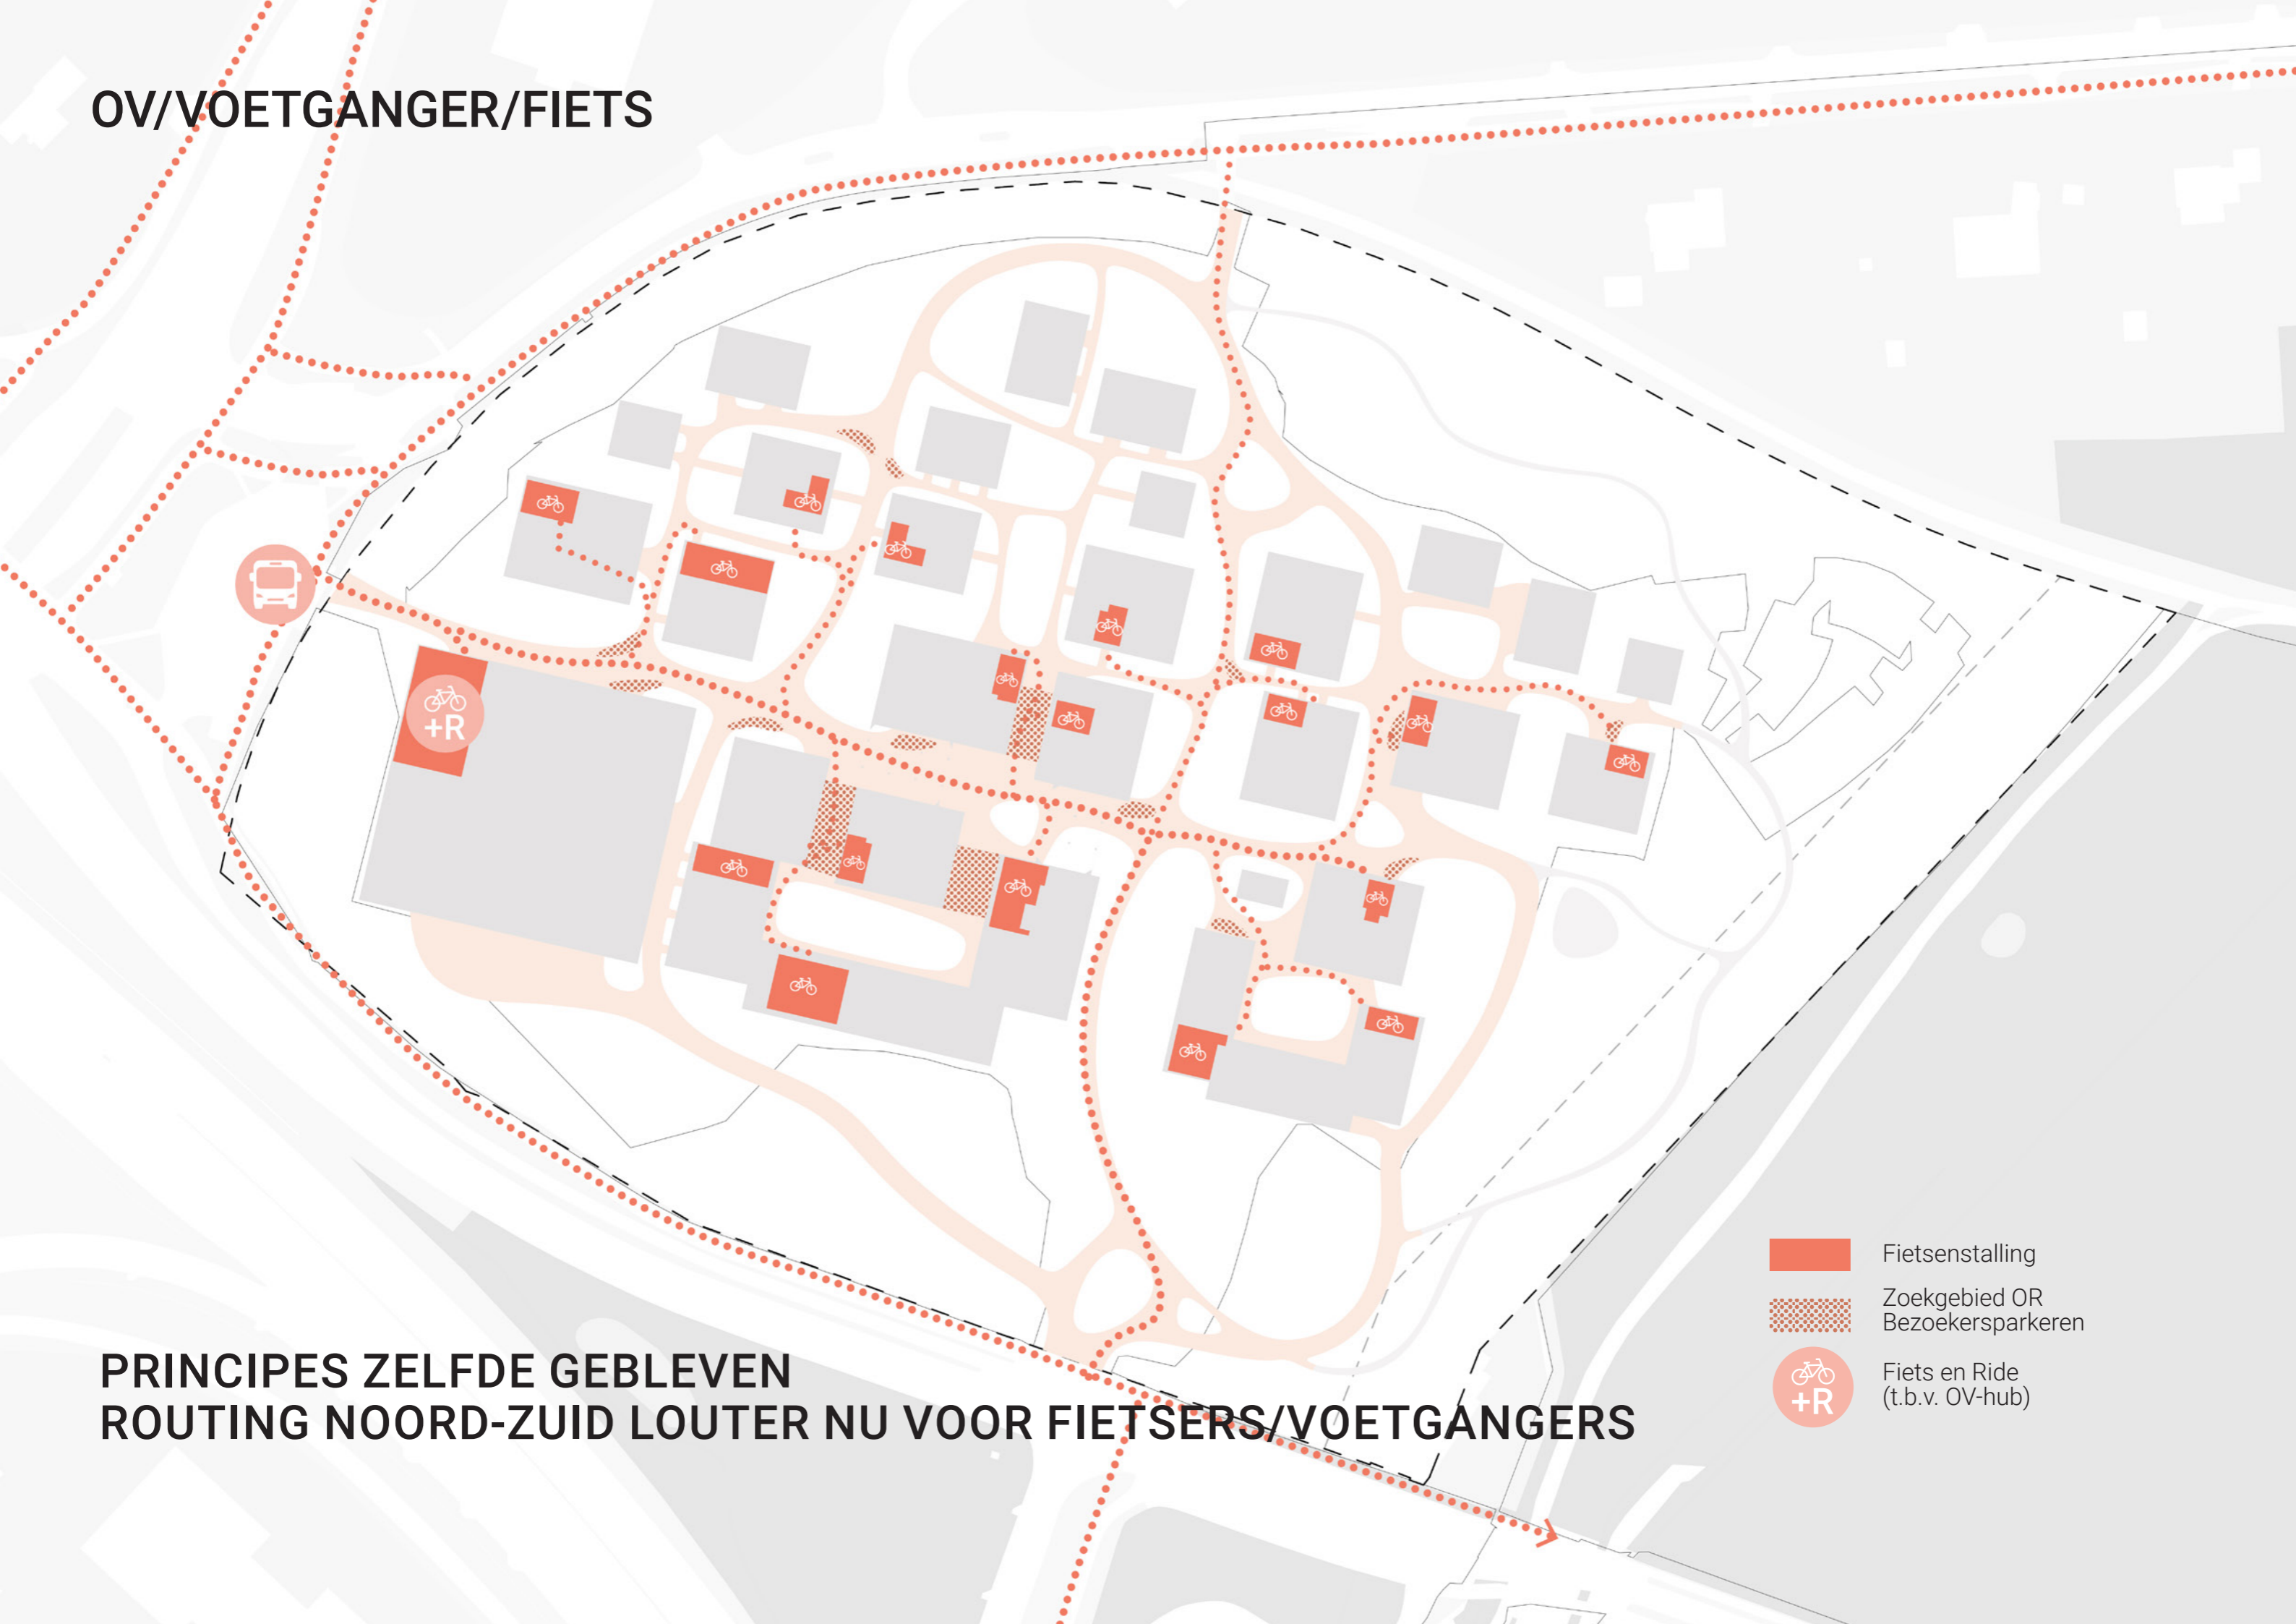 OV/VOETGANGER/FIETS
+R
PRINCIPES ZELFDE GEBLEVEN
ROUTING NOORD-ZUID LOUTER NU VOOR FIETSERS/VOETGANGERS
Fietsenstalling
Zoekgebied OR
Bezoekersparkeren
+R
Fiets en Ride
(t.b.v. OV-hub)